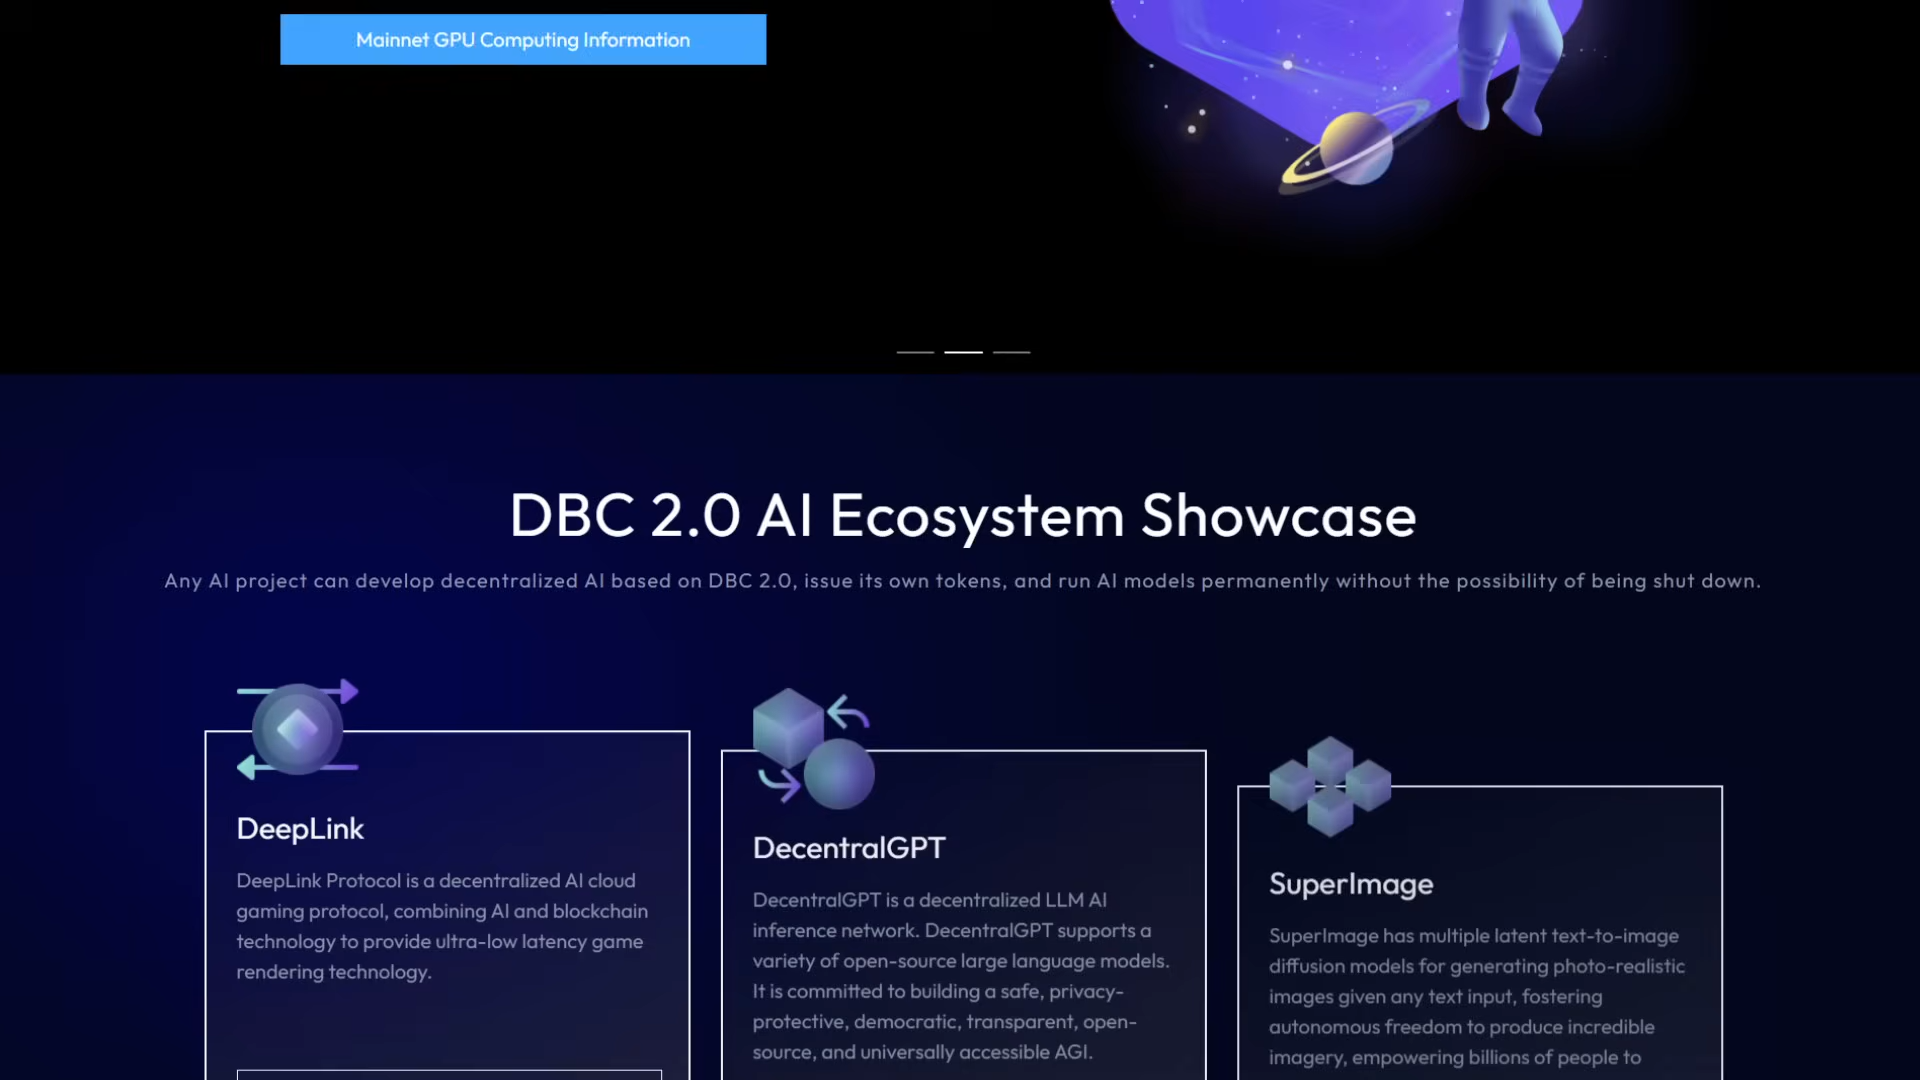 Mainnet GPU Computing Information
DBC 2.0 AI Ecosystem Showcase
Any AI project can develop decentralized AI based on DBC 2.0, issue its own tokens, and run AI models permanently without the possibility of being shut down.
DeepLink
DeepLink Protocol is a decentralized AI cloud
gaming protocol, combining AI and blockchain
technology to provide ultra-low latency game
rendering technology.
DecentralGPT
DecentralGPT is a decentralized LLM AI
inference network. DecentralGPT supports a
variety of open-source large language models.
It is committed to building a safe, privacy-
protective, democratic, transparent, open-
source, and universally accessible AGI.
SuperImage
SuperImage has multiple latent text-to-image
diffusion models for generating photo-realistic
images given any text input, fostering
autonomous freedom to produce incredible
imagery, empowering billions of people to